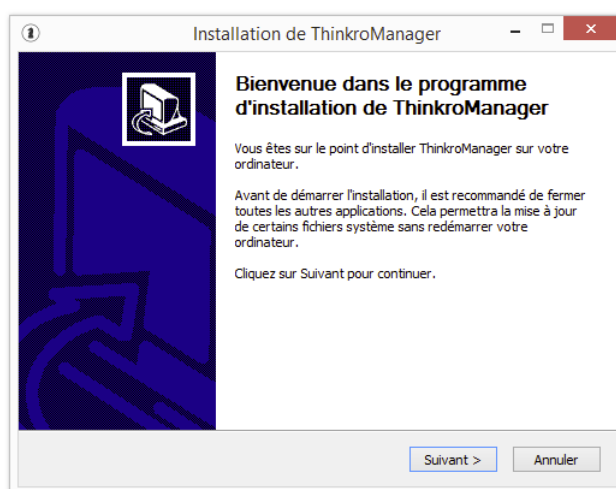 Installation de ThinkroManager
Bienvenue dans le programme
d'installation de ThinkroManager
Vous êtes sur le point d'installer ThinkroManager sur votre
ordinateur.
Avant de démarrer l'installation, il est recommandé de fermer
toutes les autres applications. Cela permettra la mise à jour
de certains fichiers système sans redémarrer votre
ordinateur.
Cliquez sur Suivant pour continuer.
Suivant >
Annuler